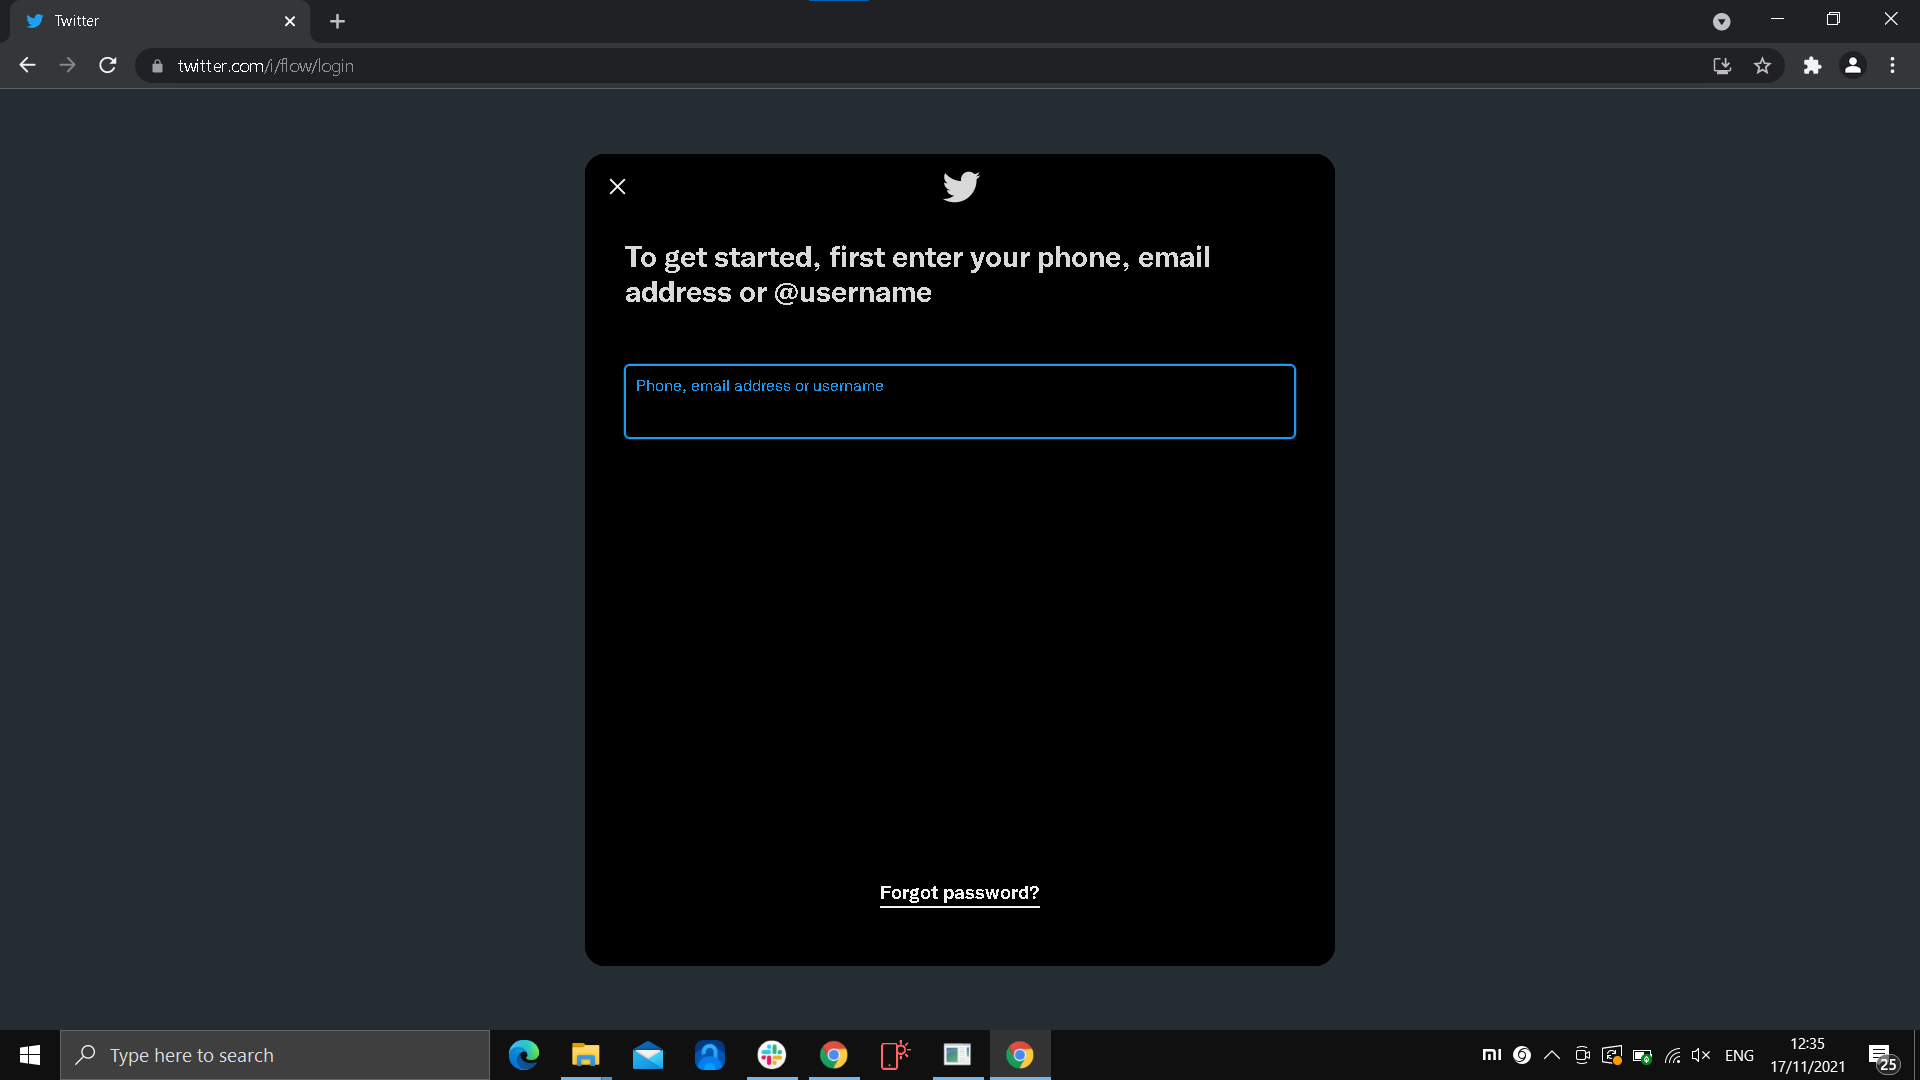 Twitter
twitter.com/i/flow/login
To get started, first enter your phone, email
address or @username
Phone, email address or username
Forgot password?
Type here to search
mi
ENG
12:35
17/11/2021
25